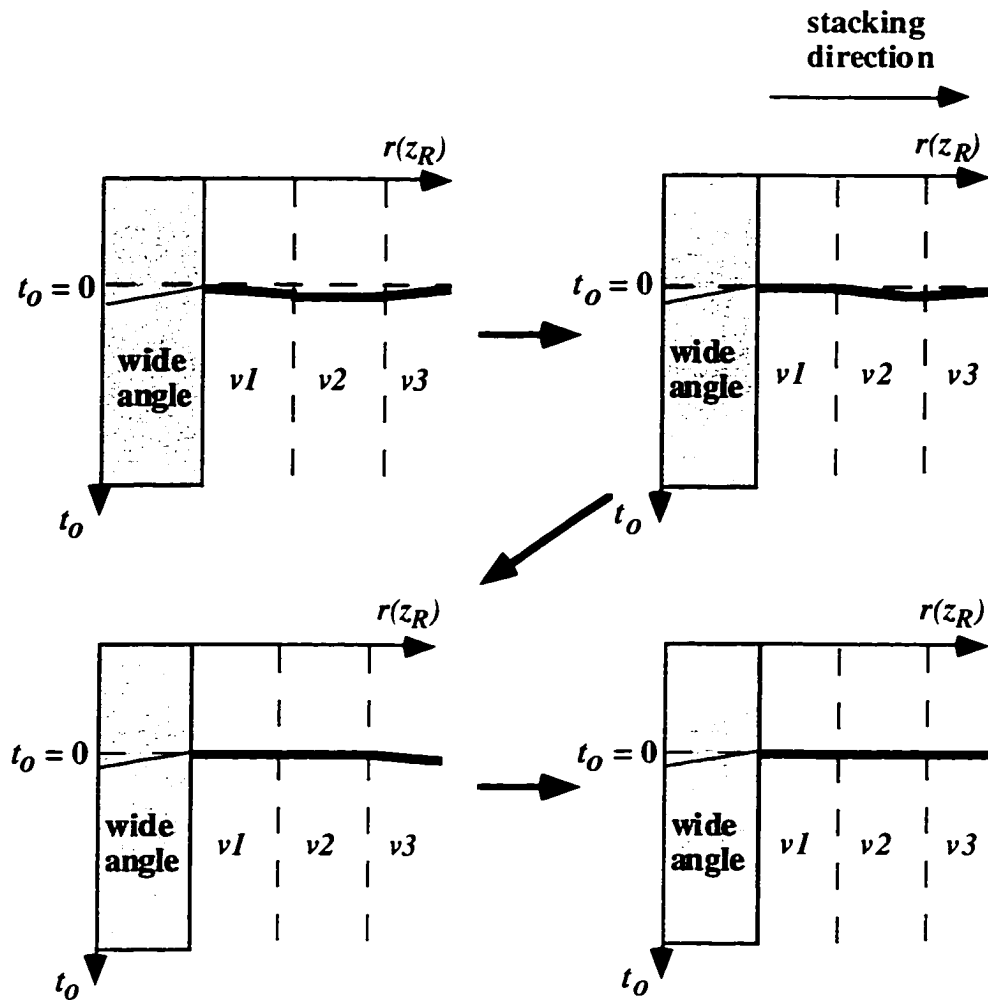 stacking
direction
r(z_R)
t_o = 0
wide
angle
v1
v2
v3
t_o
r(z_R)
t_o = 0
wide
angle
v1
v2
v3
t_o
r(z_R)
t_o = 0
wide
angle
v1
v2
v3
t_o
r(z_R)
t_o = 0
wide
angle
v1
v2
v3
t_o